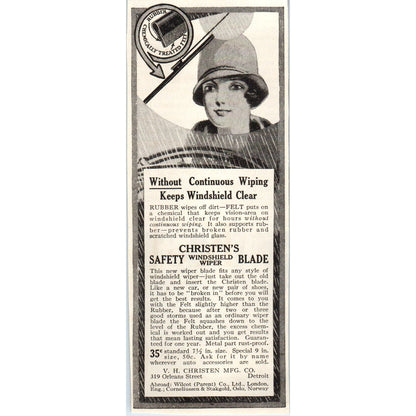 RUBBER
CHEMICALLY TREATED FELT
Without Continuous Wiping
Keeps Windshield Clear
RUBBER wipes off dirt—FELT puts on
a chemical that keeps vision-area on
windshield clear for hours without
continuous wiping. It also supports rub-
ber—prevents broken rubber and
scratched windshield glass.
CHRISTEN'S
SAFETY WINDSHIELD WIPER BLADE
This new wiper blade fits any style of
windshield wiper—just take out the old
blade and insert the Christen blade.
Like a new car, or new pair of shoes,
it has to be "broken in" before you will
get the best results. It comes to you
with the Felt slightly higher than the
Rubber, because after two or three
good storms used as an ordinary wiper
blade the Felt squashes down to the
level of the Rubber, the excess chem-
ical is worked out and you get results
that mean lasting satisfaction. Guaran-
teed for one year. Metal part rust-proof.
35c standard 7½ in. size. Special 9 in.
size, 50c. Ask for it by name
wherever auto accessories are sold.
V. H. CHRISTEN MFG. CO.
319 Orleans Street Detroit
Abroad: Wilcot (Parent) Co., Ltd., London,
Eng.; Corneliussen & Stakgold, Oslo, Norway